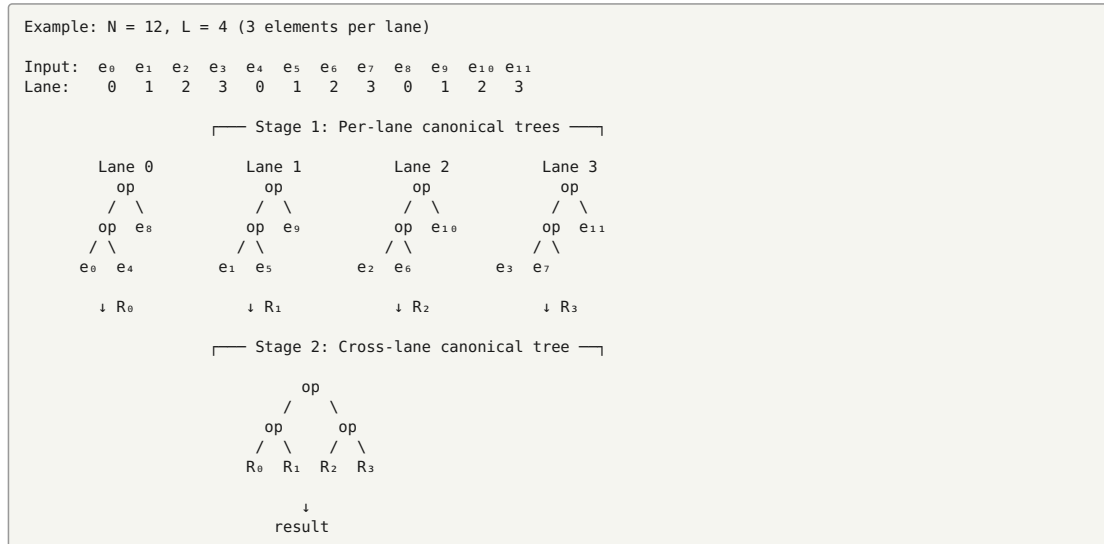 Example: N = 12, L = 4 (3 elements per lane)
Input:  e₀  e₁  e₂  e₃  e₄  e₅  e₆  e₇  e₈  e₉  e₁₀ e₁₁
Lane:    0   1   2   3   0   1   2   3   0   1   2   3
┌─── Stage 1: Per-lane canonical trees ───┐
Lane 0          Lane 1          Lane 2          Lane 3
op              op              op              op
/  \            /  \            /  \            /  \
op  e₈          op  e₉          op  e₁₀         op  e₁₁
/ \             / \             / \             / \
e₀  e₄          e₁  e₅          e₂  e₆          e₃  e₇
↓ R₀            ↓ R₁            ↓ R₂            ↓ R₃
┌─── Stage 2: Cross-lane canonical tree ───┐
op
/    \
op      op
/  \    /  \
R₀  R₁  R₂  R₃
↓
result